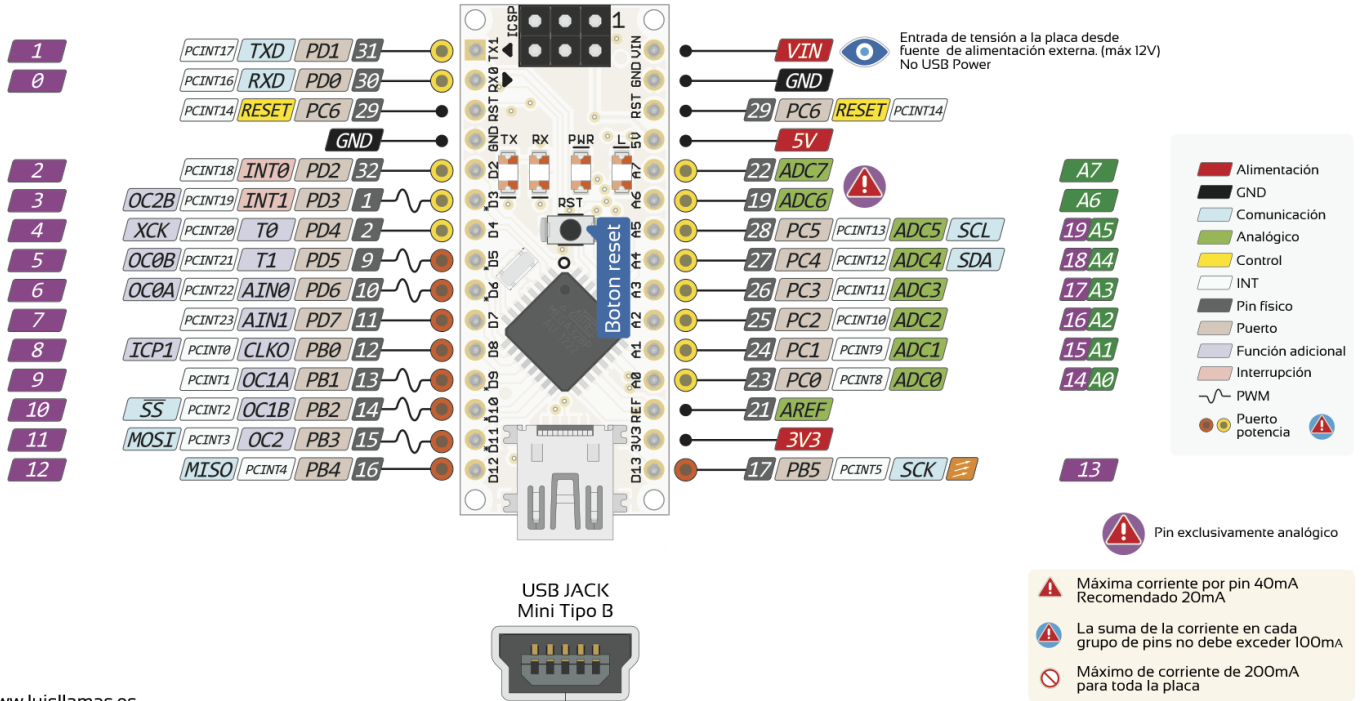 ICSP
1
1 PCINT17 TXD PD1 31 TX1 VIN VIN
Entrada de tensión a la placa desde
fuente de alimentación externa. (máx 12V)
No USB Power
0 PCINT16 RXD PD0 30 RX0 GND GND
PCINT14 RESET PC6 29 RST RST 29 PC6 RESET PCINT14
GND GND 5V 5V
TX RX PWR L
2 PCINT18 INT0 PD2 32 D2 A7 22 ADC7 A7
3 OC2B PCINT19 INT1 PD3 1 *D3 A6 19 ADC6 A6
RST
4 XCK PCINT20 T0 PD4 2 D4 A5 28 PC5 PCINT13 ADC5 SCL 19 A5
5 OC0B PCINT21 T1 PD5 9 *D5 A4 27 PC4 PCINT12 ADC4 SDA 18 A4
6 OC0A PCINT22 AIN0 PD6 10 *D6 A3 26 PC3 PCINT11 ADC3 17 A3
Boton reset
7 PCINT23 AIN1 PD7 11 D7 A2 25 PC2 PCINT10 ADC2 16 A2
8 ICP1 PCINT0 CLKO PB0 12 D8 A1 24 PC1 PCINT9 ADC1 15 A1
9 PCINT1 OC1A PB1 13 *D9 A0 23 PC0 PCINT8 ADC0 14 A0
10 SS PCINT2 OC1B PB2 14 *D10 REF 21 AREF
11 MOSI PCINT3 OC2 PB3 15 *D11 3V3 3V3
12 MISO PCINT4 PB4 16 D12 D13 17 PB5 PCINT5 SCK 13
Alimentación
GND
Comunicación
Analógico
Control
INT
Pin físico
Puerto
Función adicional
Interrupción
PWM
Puerto
potencia
Pin exclusivamente analógico
USB JACK
Mini Tipo B
Máxima corriente por pin 40mA
Recomendado 20mA
La suma de la corriente en cada
grupo de pins no debe exceder 100mA
Máximo de corriente de 200mA
para toda la placa
www.luisllamas.es